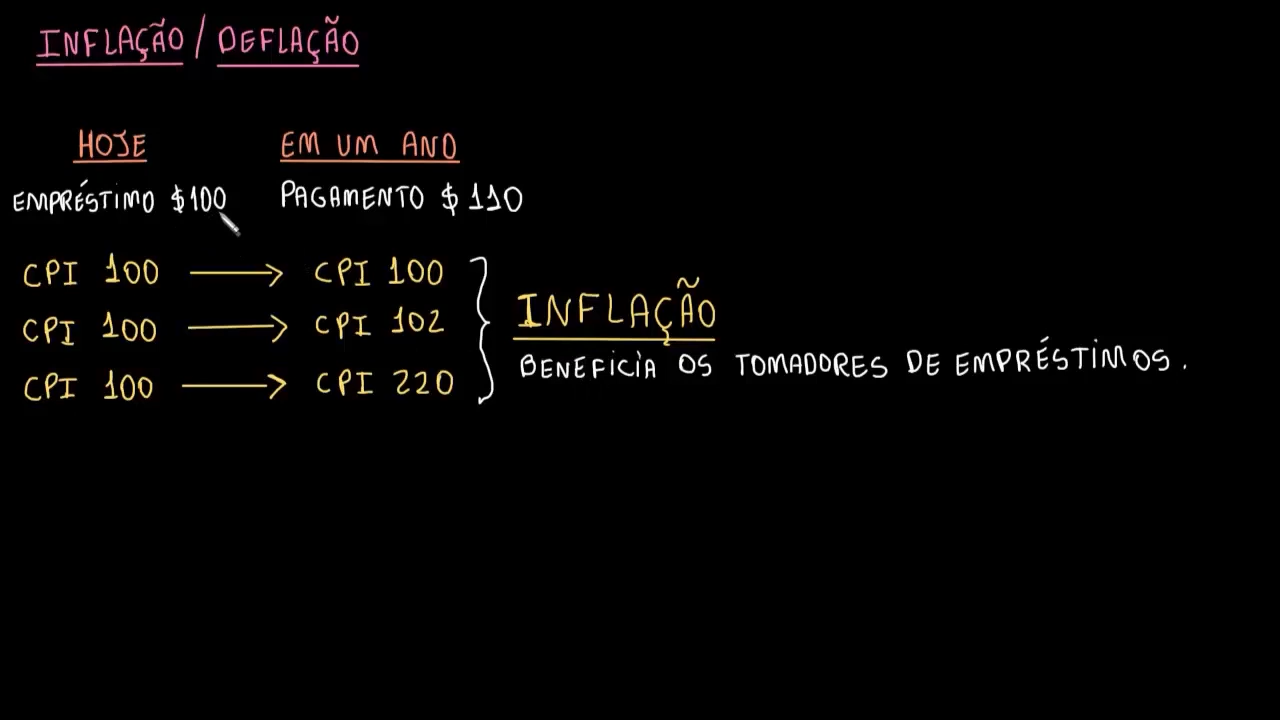 INFLAÇÃO / DEFLAÇÃO
HOJE EM UM ANO
EMPRÉSTIMO $100 PAGAMENTO $ 110
CPI 100 → CPI 100
CPI 100 → CPI 102
CPI 100 → CPI 220
INFLAÇÃO
BENEFICIA OS TOMADORES DE EMPRÉSTIMOS.